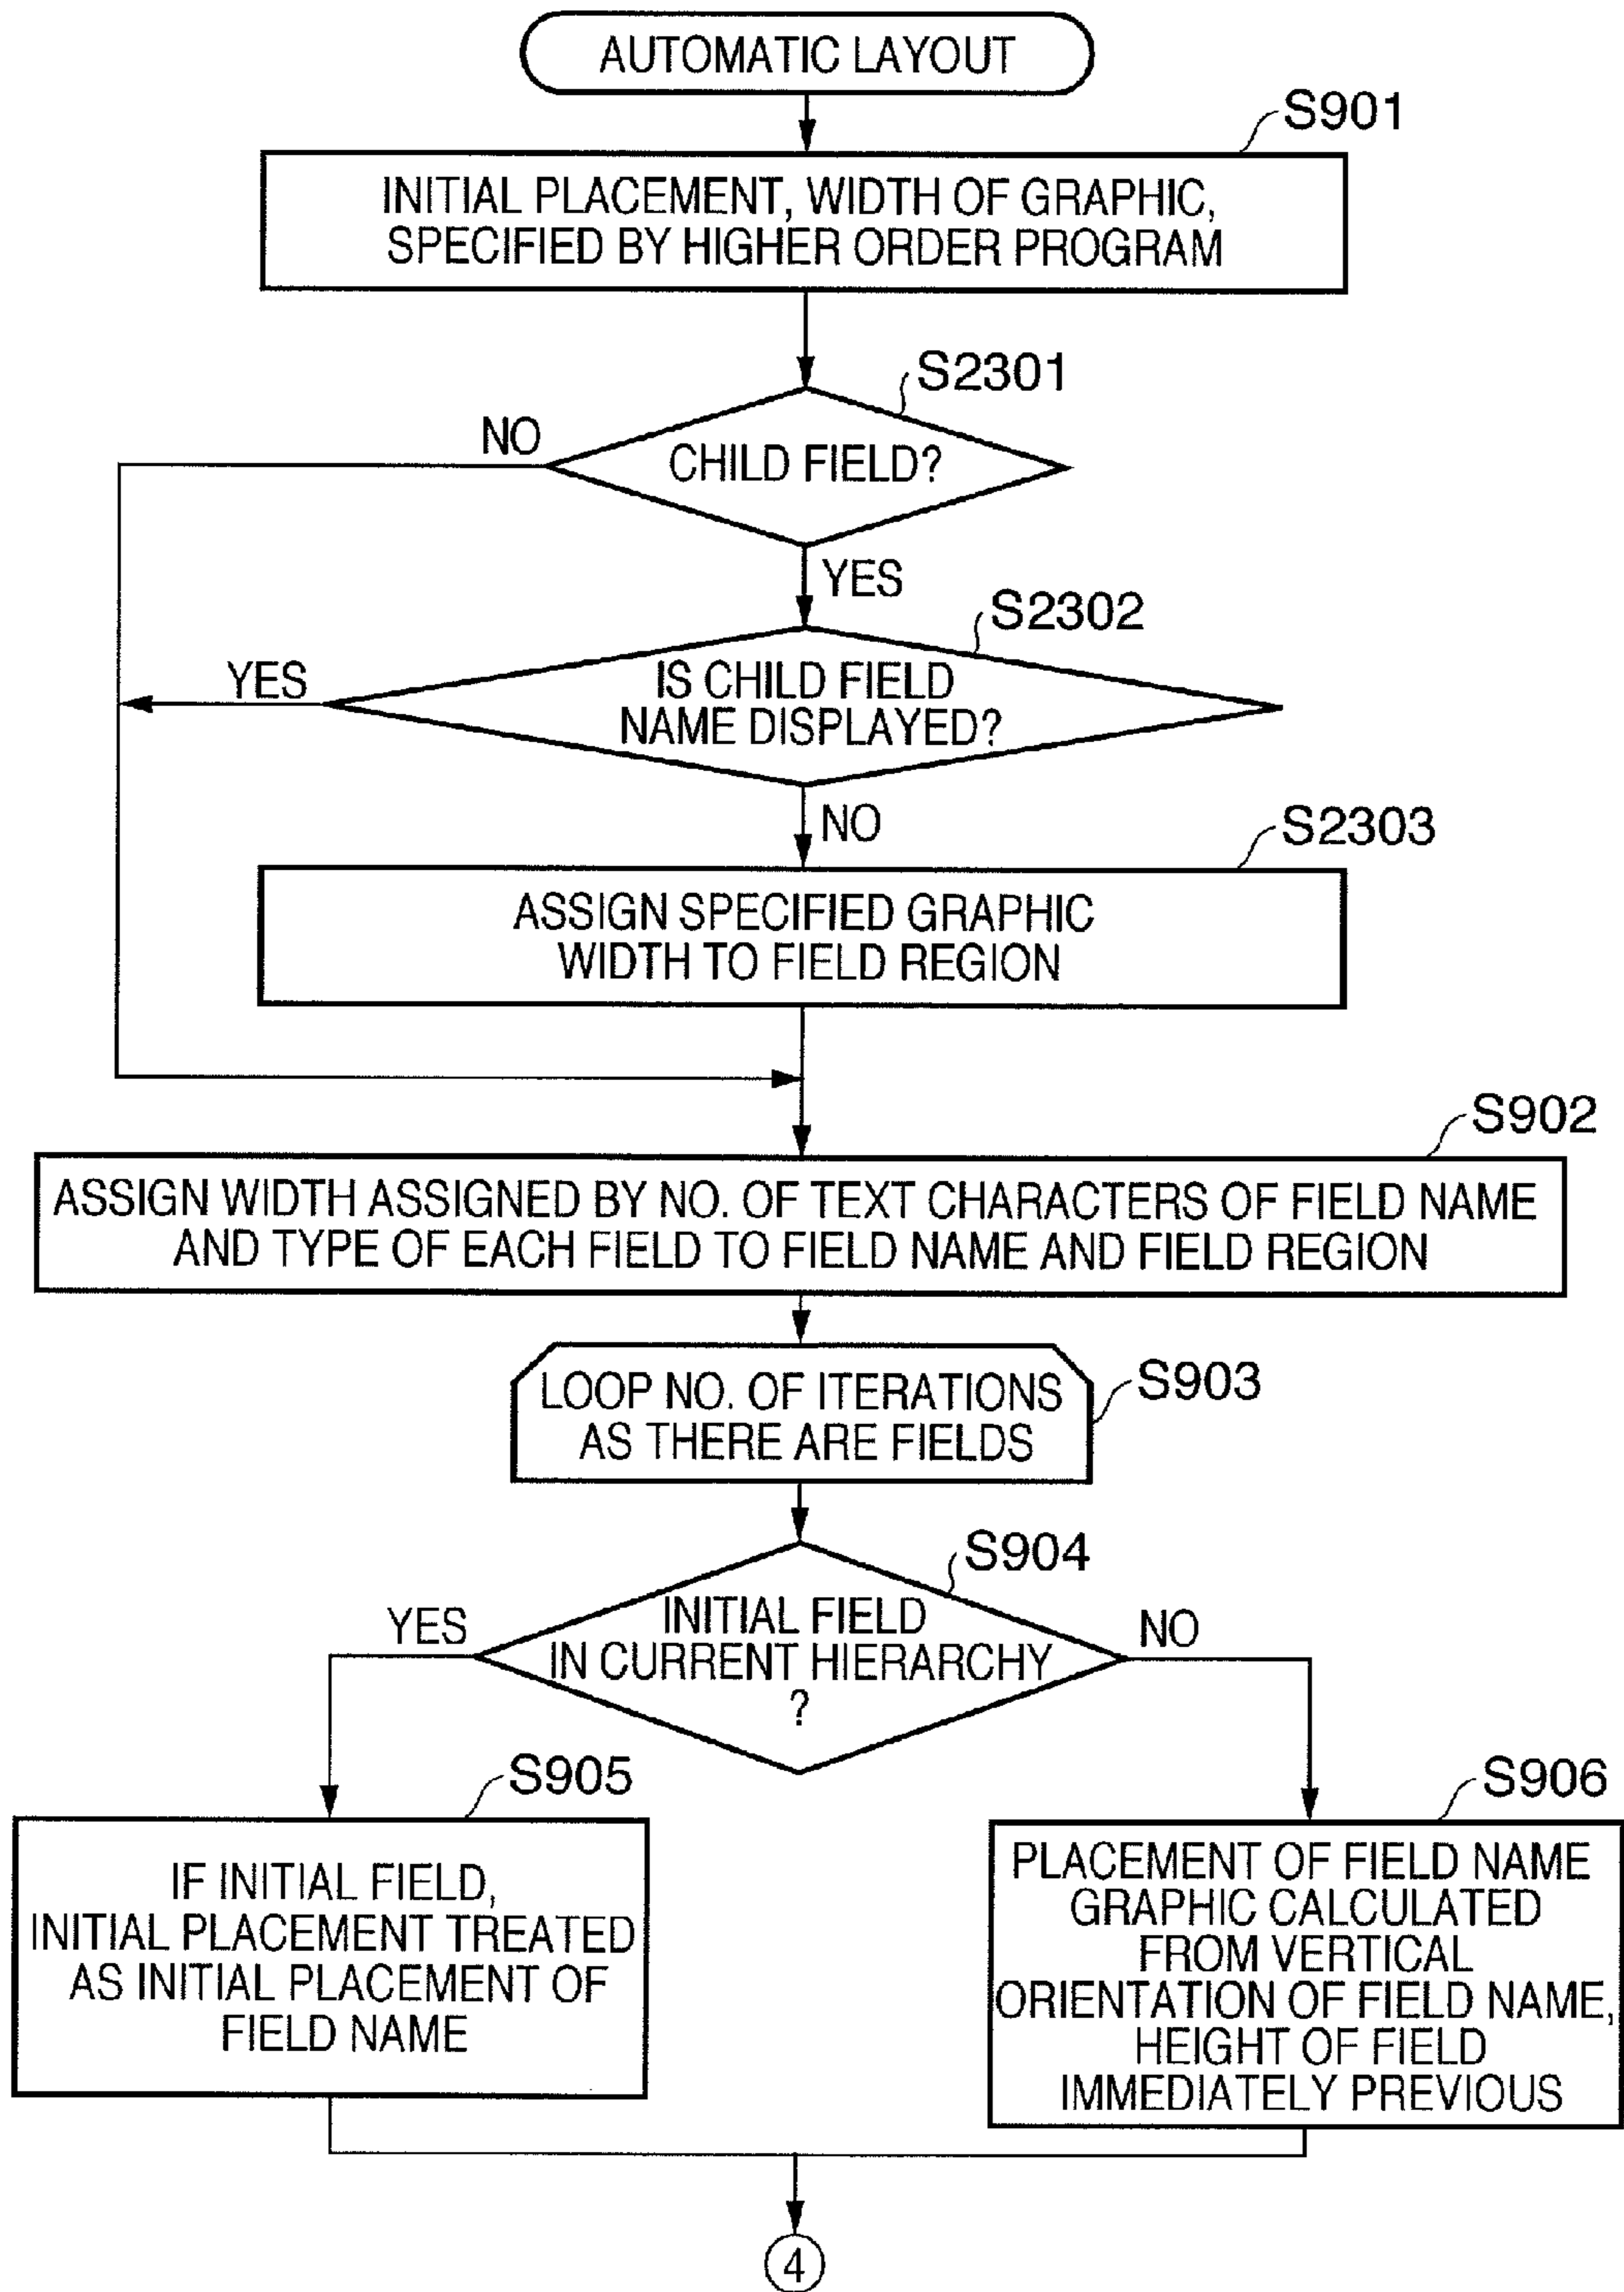 AUTOMATIC LAYOUT
S901
INITIAL PLACEMENT, WIDTH OF GRAPHIC,
SPECIFIED BY HIGHER ORDER PROGRAM
S2301
NO
CHILD FIELD?
YES
S2302
YES
IS CHILD FIELD
NAME DISPLAYED?
NO
S2303
ASSIGN SPECIFIED GRAPHIC
WIDTH TO FIELD REGION
S902
ASSIGN WIDTH ASSIGNED BY NO. OF TEXT CHARACTERS OF FIELD NAME
AND TYPE OF EACH FIELD TO FIELD NAME AND FIELD REGION
LOOP NO. OF ITERATIONS
AS THERE ARE FIELDS
S903
S904
YES
INITIAL FIELD
IN CURRENT HIERARCHY
?
NO
S905
IF INITIAL FIELD,
INITIAL PLACEMENT TREATED
AS INITIAL PLACEMENT OF
FIELD NAME
S906
PLACEMENT OF FIELD NAME
GRAPHIC CALCULATED
FROM VERTICAL
ORIENTATION OF FIELD NAME,
HEIGHT OF FIELD
IMMEDIATELY PREVIOUS
4